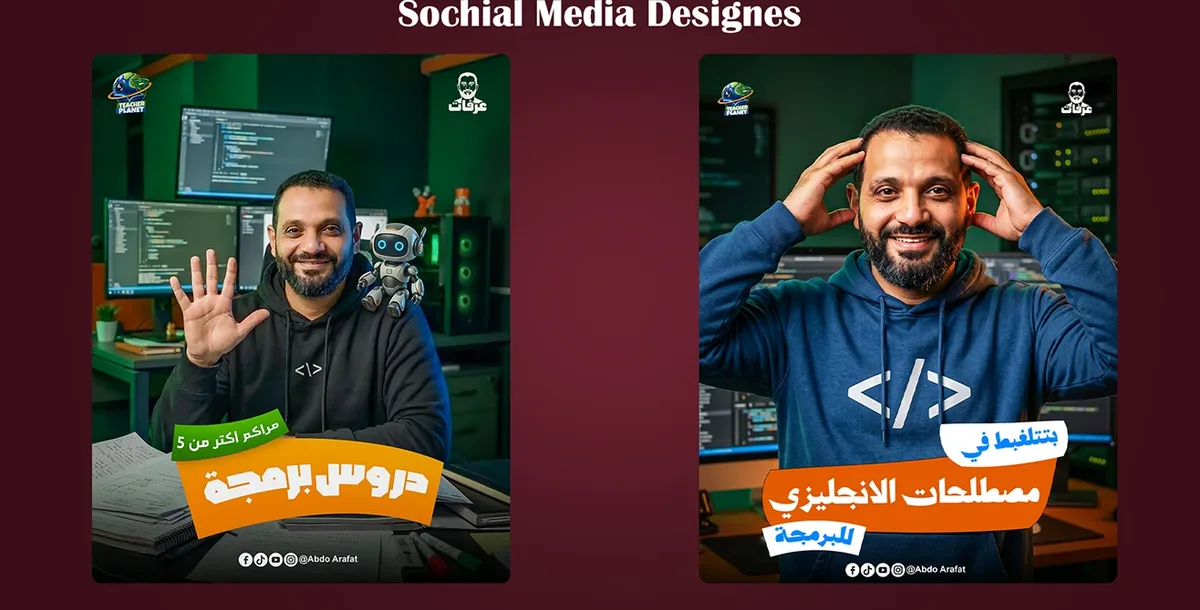 Sochial Media Designes
TEACHER
PLANET
عرفات
</>
مراكم اكتر من 5
دروس برمجة
@Abdo Arafat
TEACHER
PLANET
عرفات
</>
بتتلغبط في
مصطلحات الانجليزي
للبرمجة
@Abdo Arafat